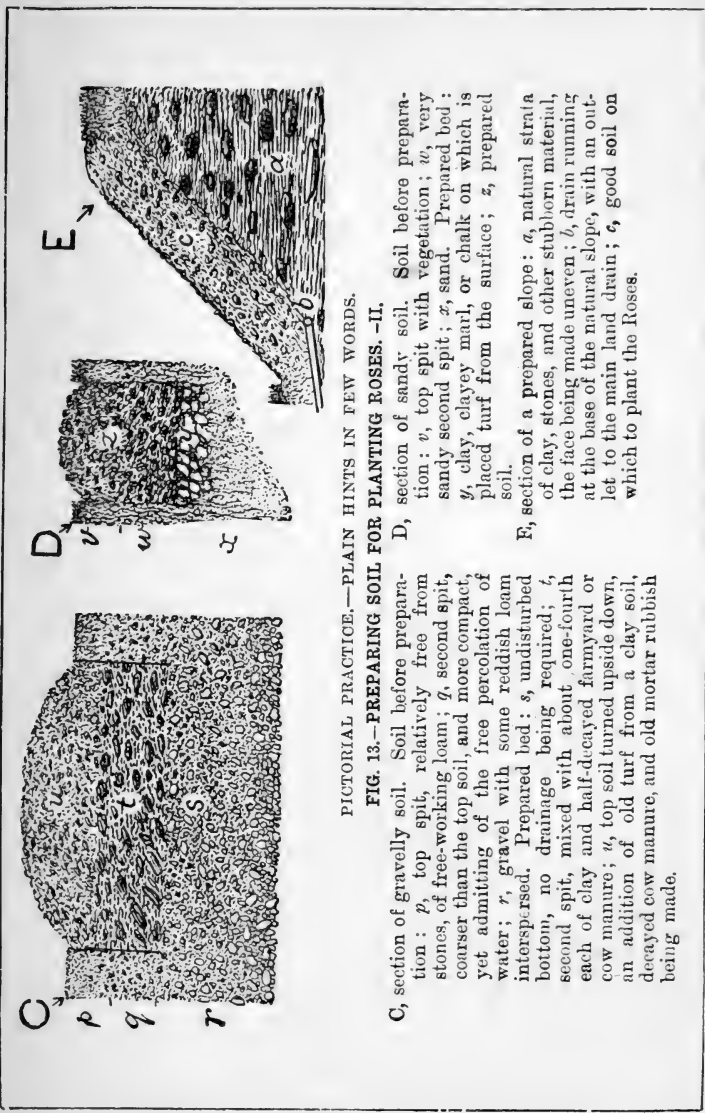 C
p
q
r
u
t
s
D
v
w
x
z
y
E
c
a
b
PICTORIAL PRACTICE.—PLAIN HINTS IN FEW WORDS.
FIG. 13.—PREPARING SOIL FOR PLANTING ROSES.-II.
C, section of gravelly soil. Soil before prepara-
tion: p, top spit, relatively free from
stones, of free-working loam; q, second spit,
coarser than the top soil, and more compact,
yet admitting of the free percolation of
water; r, gravel with some reddish loam
interspersed. Prepared bed: s, undisturbed
bottom, no drainage being required; t,
second spit, mixed with about one-fourth
each of clay and half-decayed farmyard or
cow manure; u, top soil turned upside down,
an addition of old turf from a clay soil,
decayed cow manure, and old mortar rubbish
being made.
D, section of sandy soil. Soil before prepara-
tion: v, top spit with vegetation; w, very
sandy second spit; x, sand. Prepared bed:
y, clay, clayey marl, or chalk on which is
placed turf from the surface; z, prepared
soil.
E, section of a prepared slope: a, natural strata
of clay, stones, and other stubborn material,
the face being made uneven; b, drain running
at the base of the natural slope, with an out-
let to the main land drain; c, good soil on
which to plant the Roses.